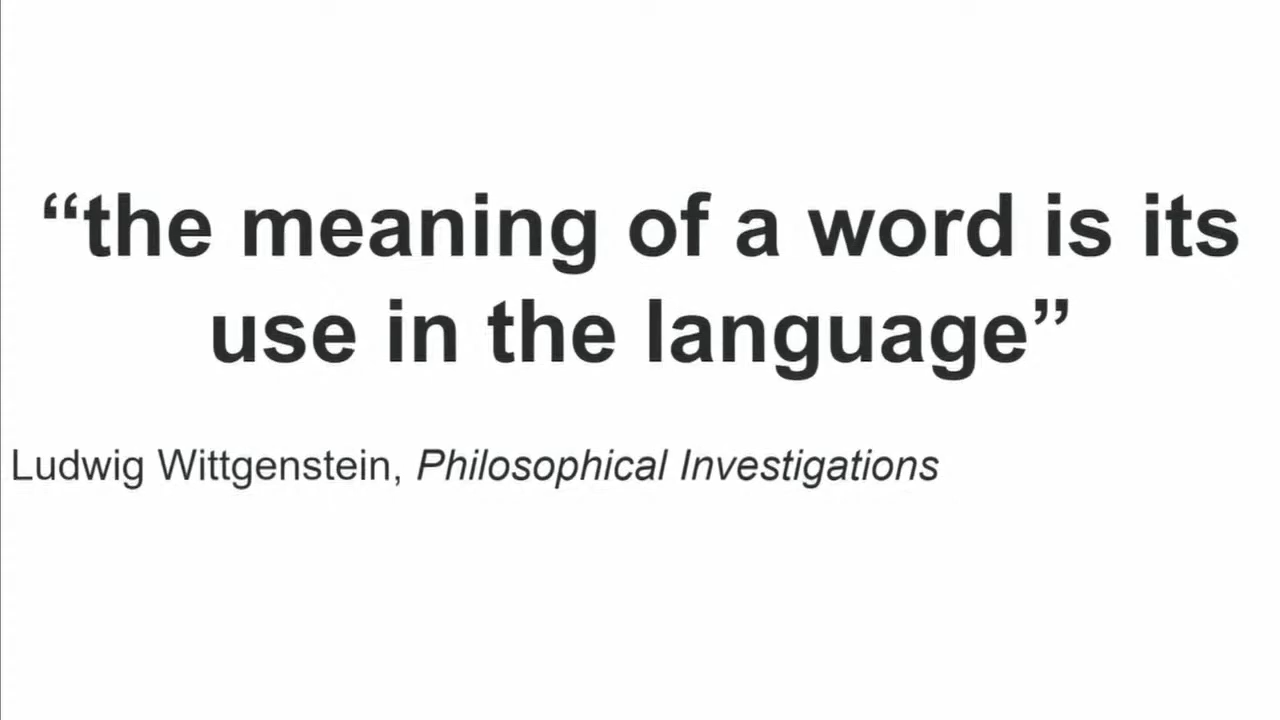 “the meaning of a word is its
use in the language”
Ludwig Wittgenstein, Philosophical Investigations